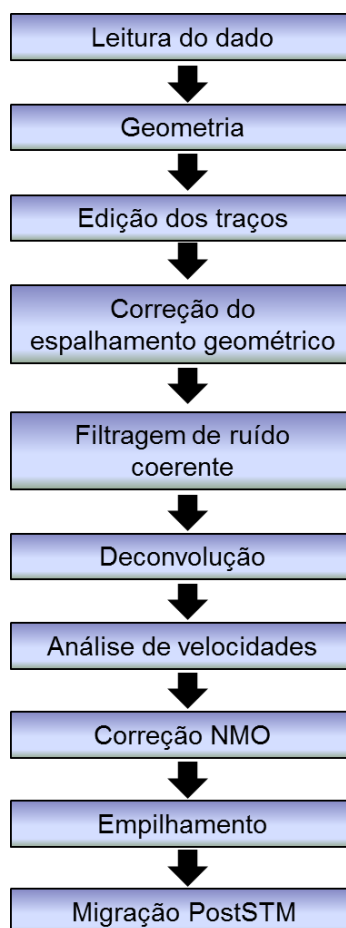 Leitura do dado
Geometria
Edição dos traços
Correção do
espalhamento geométrico
Filtragem de ruído
coerente
Deconvolução
Análise de velocidades
Correção NMO
Empilhamento
Migração PostSTM